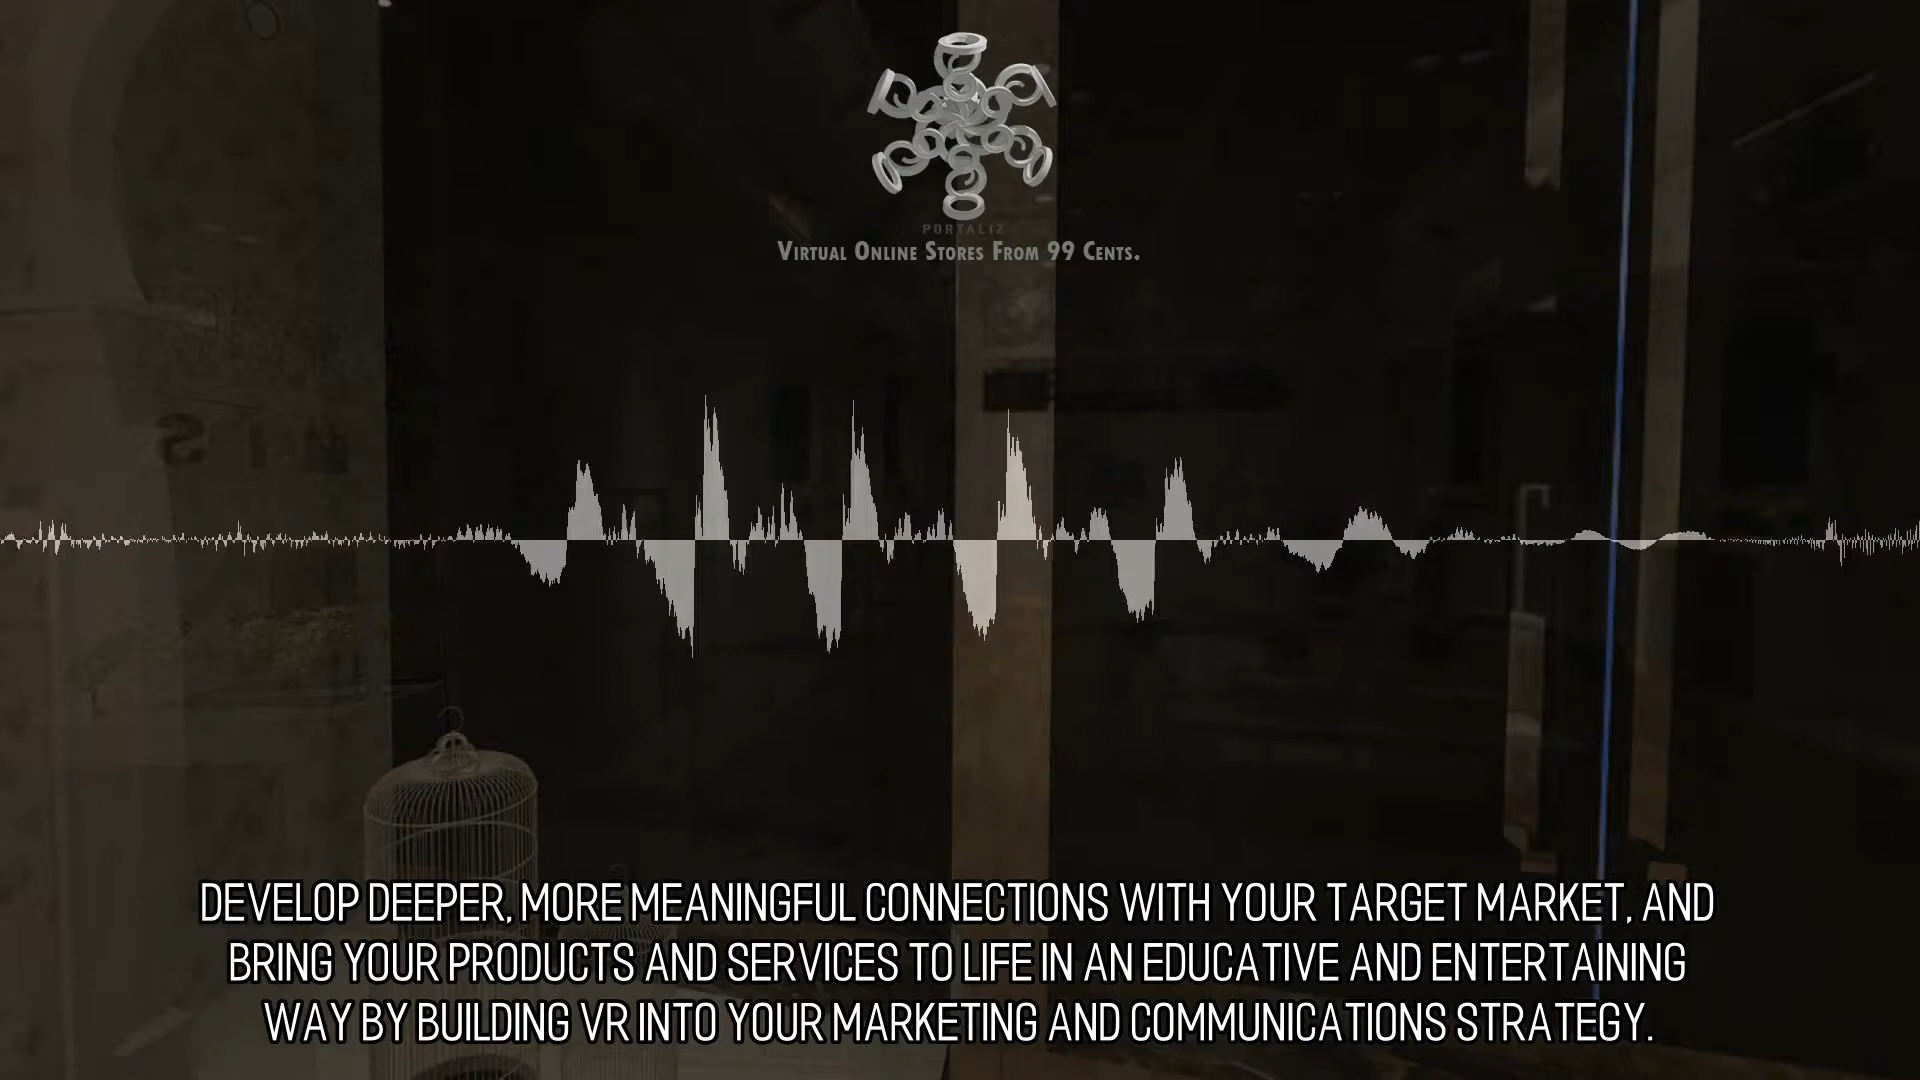 PORTALIZ
Virtual Online Stores From 99 Cents.
DEVELOP DEEPER, MORE MEANINGFUL CONNECTIONS WITH YOUR TARGET MARKET, AND
BRING YOUR PRODUCTS AND SERVICES TO LIFE IN AN EDUCATIVE AND ENTERTAINING
WAY BY BUILDING VR INTO YOUR MARKETING AND COMMUNICATIONS STRATEGY.